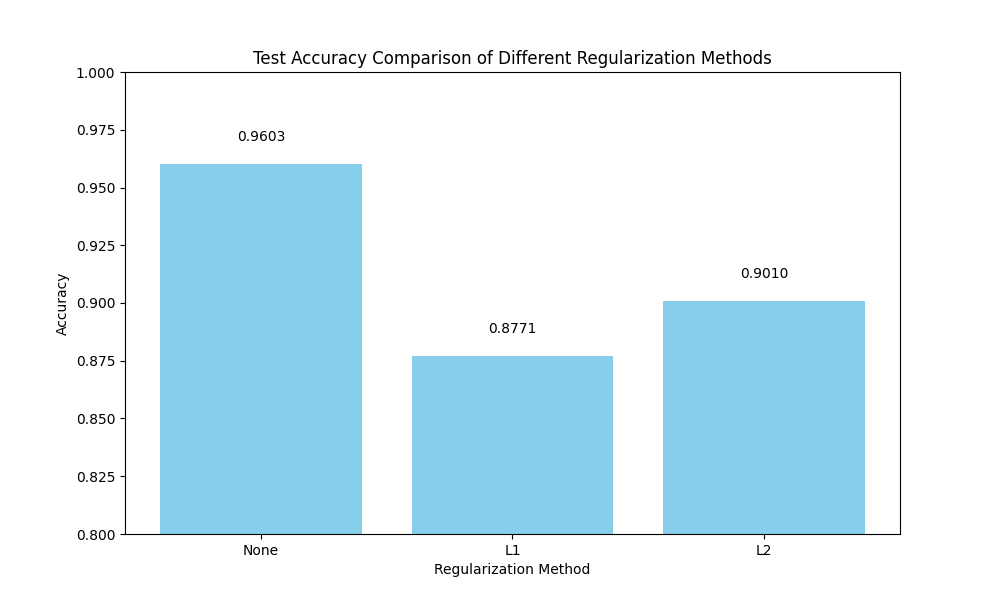 Test Accuracy Comparison of Different Regularization Methods
1.000
0.975
0.950
0.925
0.900
0.875
0.850
0.825
0.800
Accuracy
0.9603
0.8771
0.9010
None
L1
L2
Regularization Method